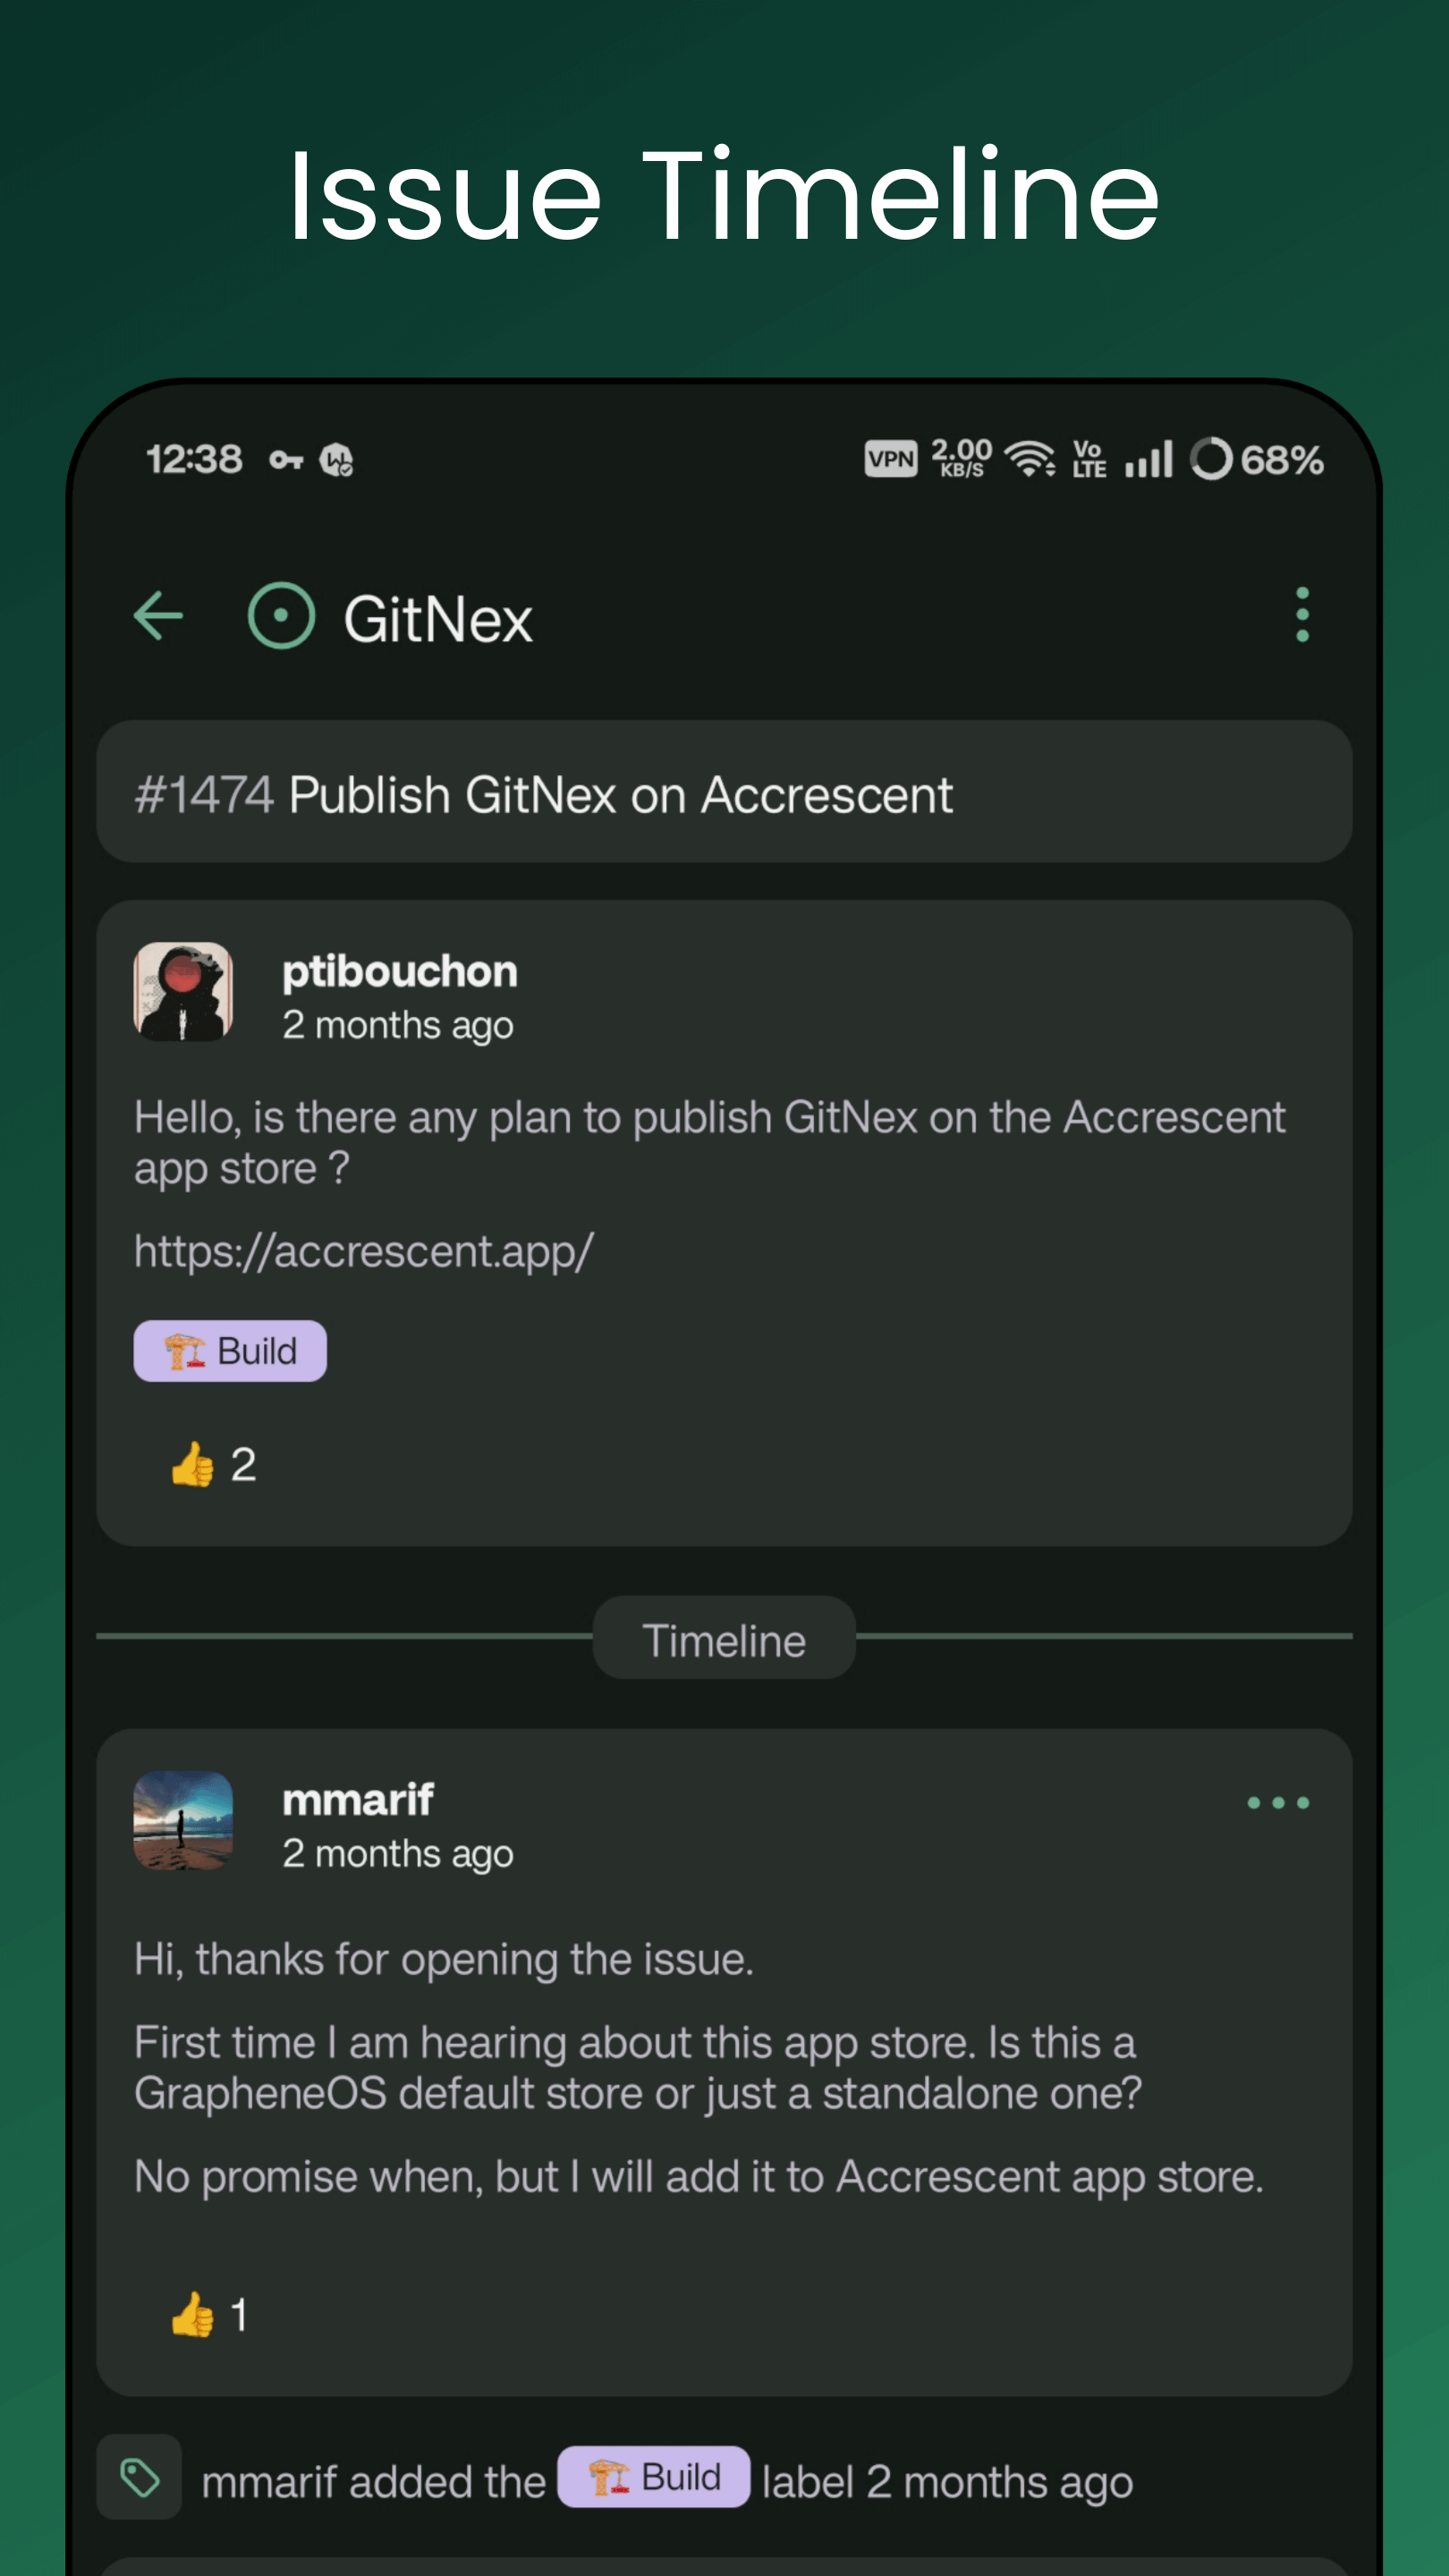 Issue Timeline
12:38
VPN 2.00 KB/S Vo LTE 68%
GitNex
#1474 Publish GitNex on Accrescent
ptibouchon
2 months ago
Hello, is there any plan to publish GitNex on the Accrescent
app store ?
https://accrescent.app/
🏗️ Build
👍 2
Timeline
mmarif
2 months ago
Hi, thanks for opening the issue.
First time I am hearing about this app store. Is this a
GrapheneOS default store or just a standalone one?
No promise when, but I will add it to Accrescent app store.
👍 1
mmarif added the 🏗️ Build label 2 months ago